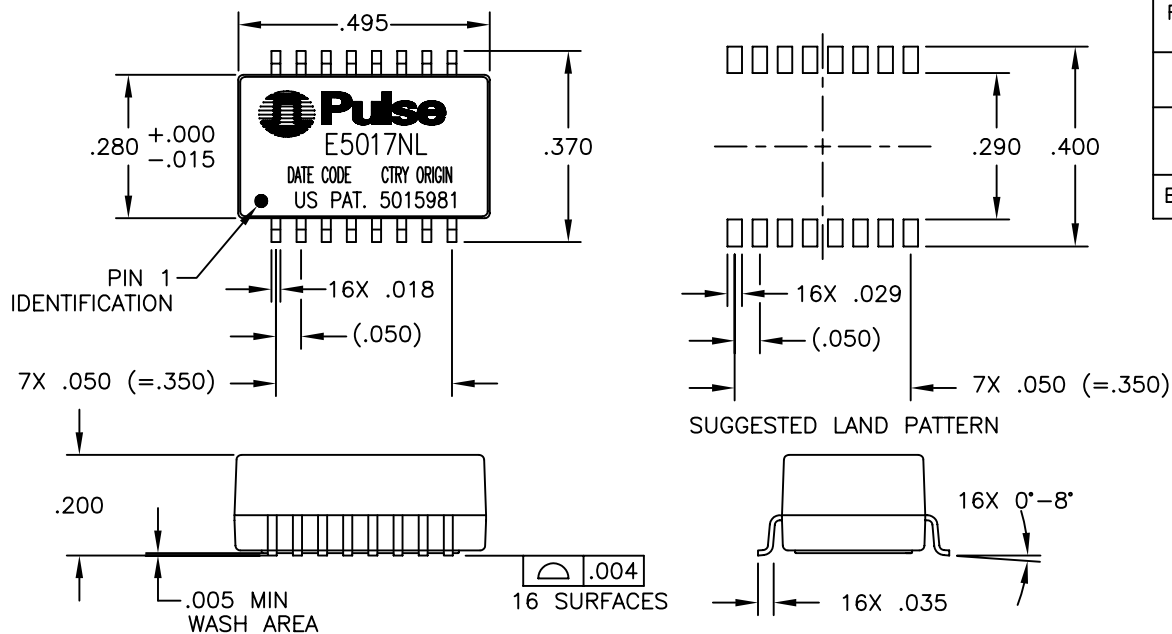 .495
Pulse
E5017NL
DATE CODE CTRY ORIGIN
US PAT. 5015981
.280 +.000
-.015
.370
PIN 1
IDENTIFICATION
16X .018
(.050)
7X .050 (=.350)
.290
.400
16X .029
(.050)
7X .050 (=.350)
SUGGESTED LAND PATTERN
.200
.005 MIN
WASH AREA
.004
16 SURFACES
16X 0°-8°
16X .035